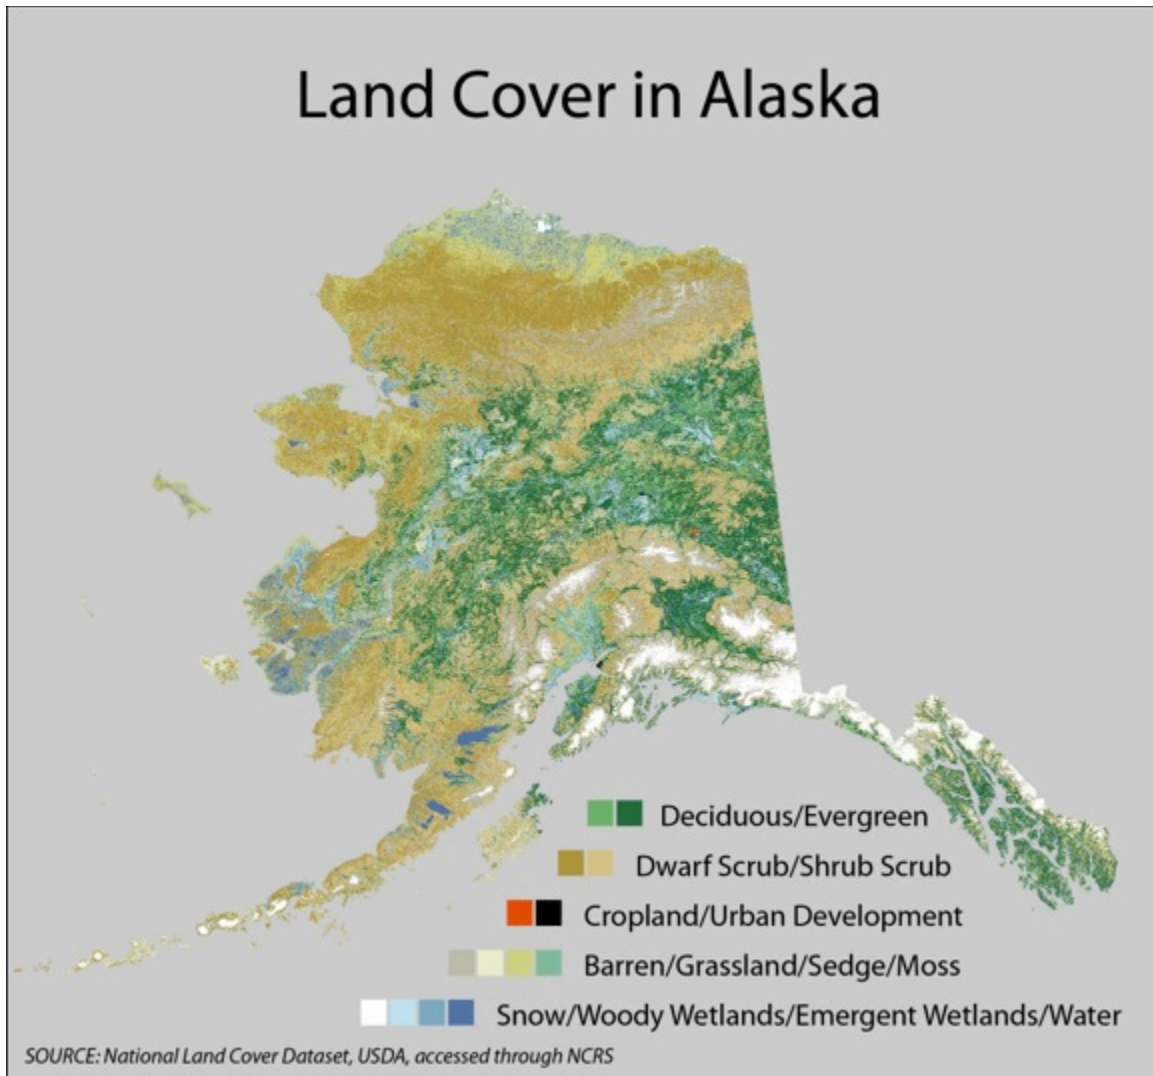 Land Cover in Alaska
Deciduous/Evergreen
Dwarf Scrub/Shrub Scrub
Cropland/Urban Development
Barren/Grassland/Sedge/Moss
Snow/Woody Wetlands/Emergent Wetlands/Water
SOURCE: National Land Cover Dataset, USDA, accessed through NCRS